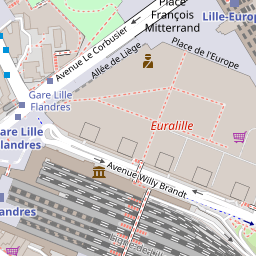 Place
François
Mitterrand
Lille-Europ
Avenue Le Corbusier
Allée de Liège
Place de l'Europe
Gare Lille
Flandres
Euralille
Gare Lille
Flandres
Avenue Willy Brandt
Flandres